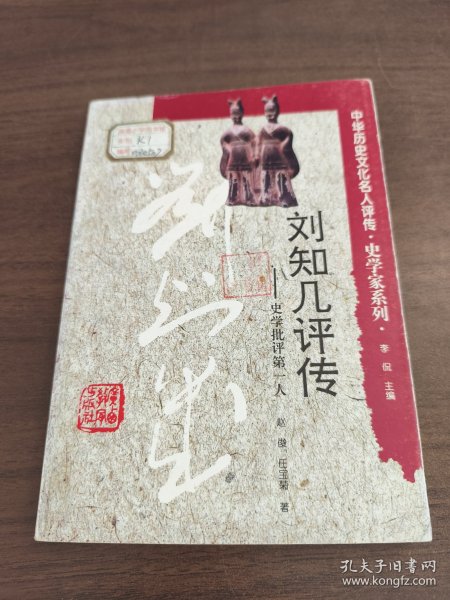 中华历史文化名人评传·史学家系列·
李侃 主编
刘知几评传
——史学批评第一人
赵俊 任宝菊 著
K1
孔夫子旧书网
www.kongfz.com